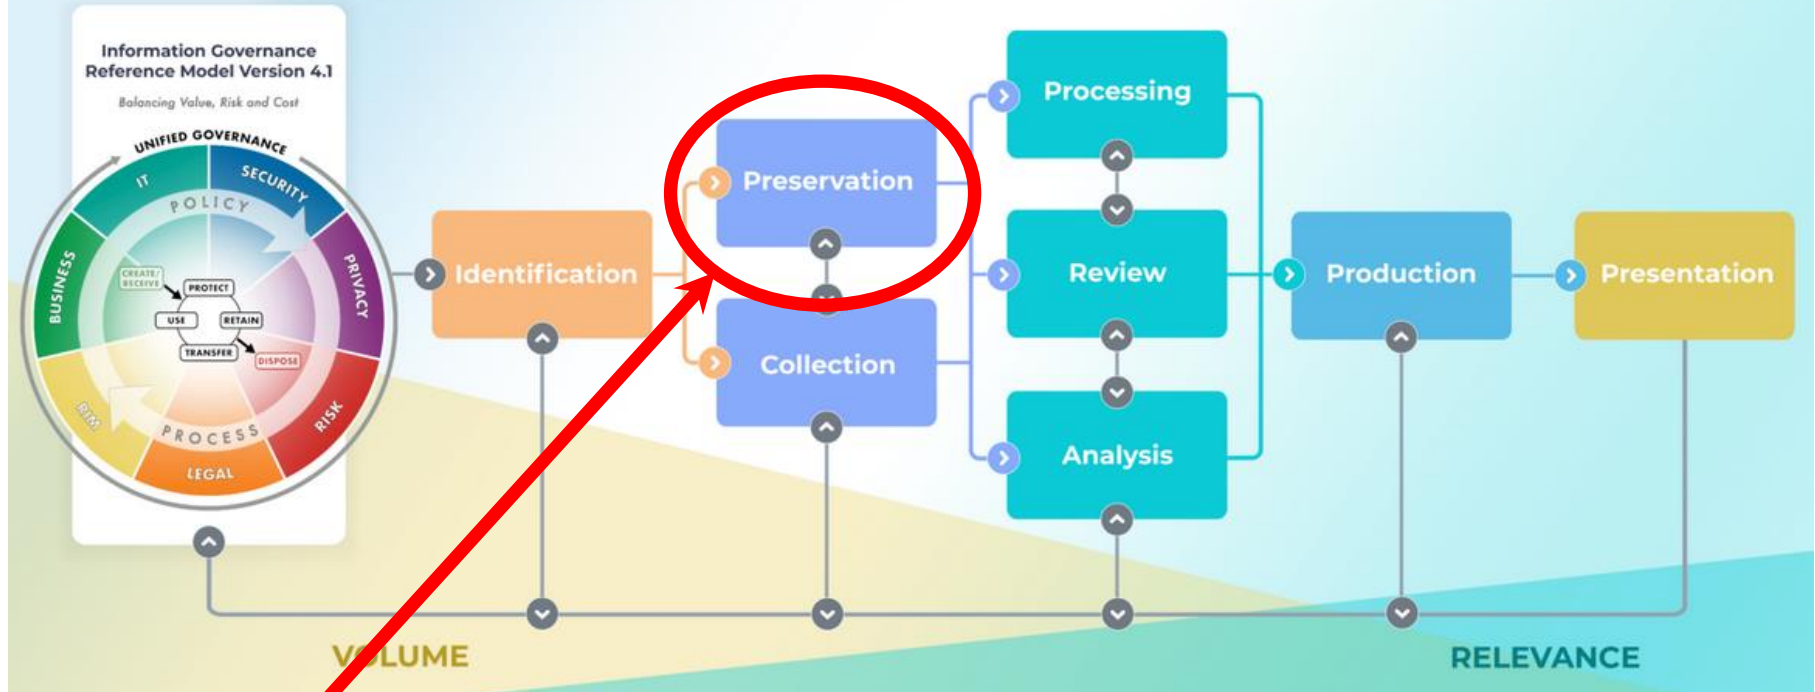 Information Governance
Reference Model Version 4.1
Balancing Value, Risk and Cost
UNIFIED GOVERNANCE
IT
SECURITY
POLICY
BUSINESS
PRIVACY
CREATE/
RECEIVE
PROTECT
USE
RETAIN
TRANSFER
DISPOSE
RIM
RISK
PROCESS
LEGAL
Identification
Preservation
Collection
Processing
Review
Analysis
Production
Presentation
VOLUME
RELEVANCE